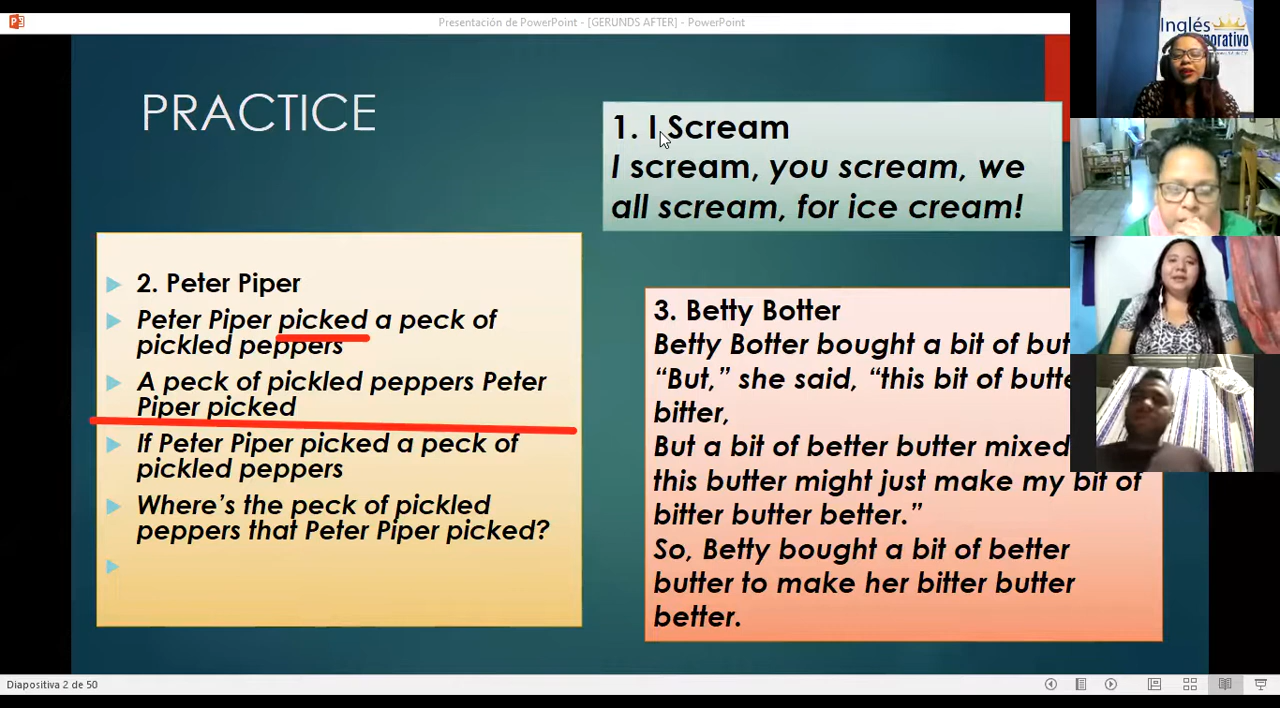 Presentación de PowerPoint - [GERUNDS AFTER] - PowerPoint
Inglés
PRACTICE
1. I Scream
I scream, you scream, we
all scream, for ice cream!
2. Peter Piper
Peter Piper picked a peck of
pickled peppers
A peck of pickled peppers Peter
Piper picked
If Peter Piper picked a peck of
pickled peppers
Where's the peck of pickled
peppers that Peter Piper picked?
3. Betty Botter
Betty Botter bought a bit of
“But,” she said, “this bit of
bitter,
But a bit of better butter mixed
this butter might just make my bit of
bitter butter better.”
So, Betty bought a bit of better
butter to make her bitter butter
better.
Diapositiva 2 de 50